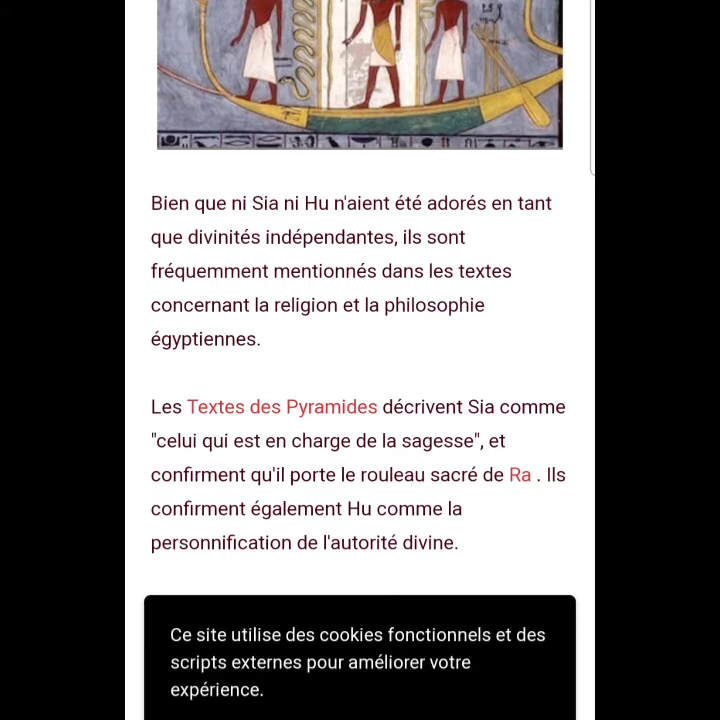 Bien que ni Sia ni Hu n'aient été adorés en tant
que divinités indépendantes, ils sont
fréquemment mentionnés dans les textes
concernant la religion et la philosophie
égyptiennes.
Les Textes des Pyramides décrivent Sia comme
"celui qui est en charge de la sagesse", et
confirment qu'il porte le rouleau sacré de Ra . Ils
confirment également Hu comme la
personnification de l'autorité divine.
Ce site utilise des cookies fonctionnels et des
scripts externes pour améliorer votre
expérience.